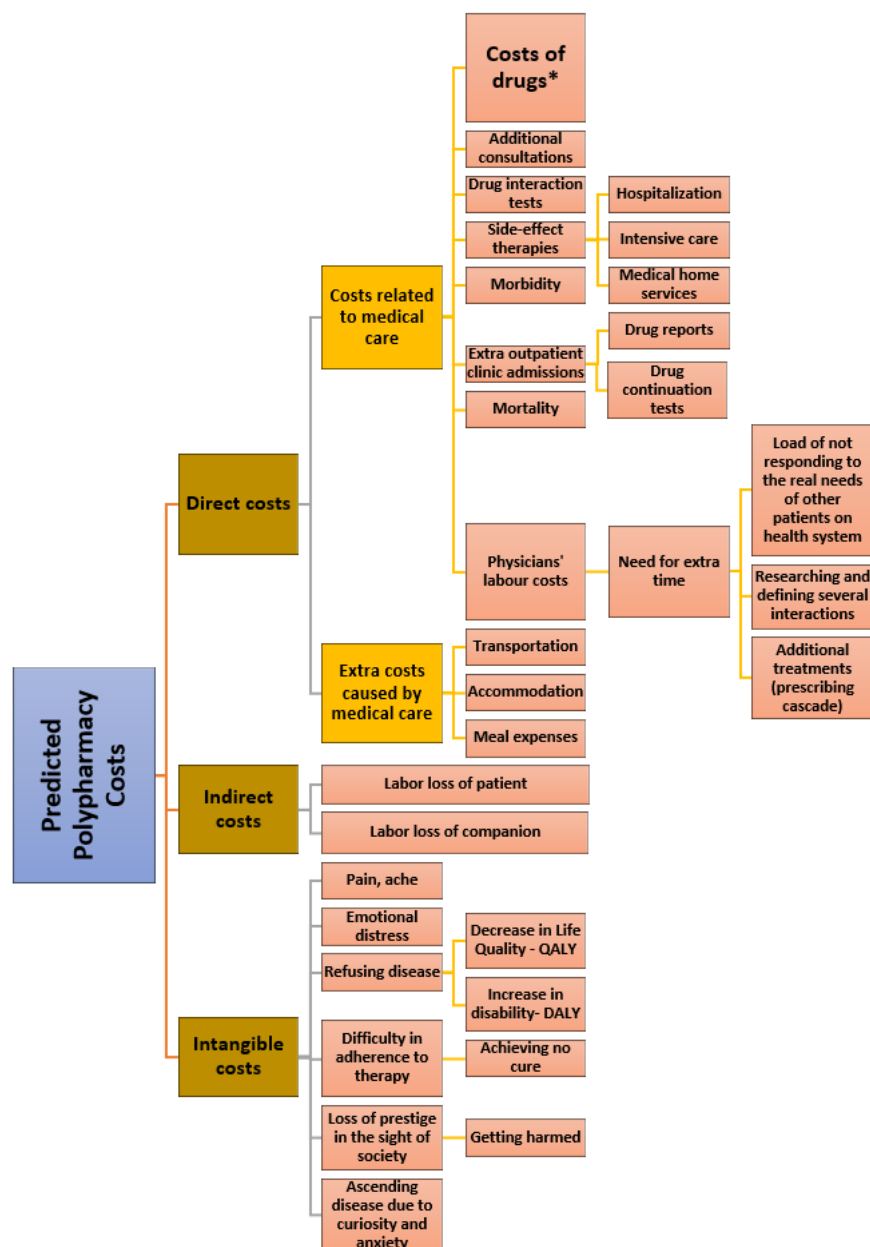 Predicted
Polypharmacy
Costs
Direct costs
Costs related
to medical
care
Costs of
drugs*
Additional
consultations
Drug interaction
tests
Side-effect
therapies
Hospitalization
Intensive care
Medical home
services
Morbidity
Extra outpatient
clinic admissions
Drug reports
Drug
continuation
tests
Mortality
Physicians'
labour costs
Need for extra
time
Load of not
responding to
the real needs
of other
patients on
health system
Researching and
defining several
interactions
Additional
treatments
(prescribing
cascade)
Extra costs
caused by
medical care
Transportation
Accommodation
Meal expenses
Indirect
costs
Labor loss of patient
Labor loss of companion
Intangible
costs
Pain, ache
Emotional
distress
Refusing disease
Decrease in Life
Quality - QALY
Increase in
disability- DALY
Difficulty in
adherence to
therapy
Achieving no
cure
Loss of prestige
in the sight of
society
Getting harmed
Ascending
disease due to
curiosity and
anxiety